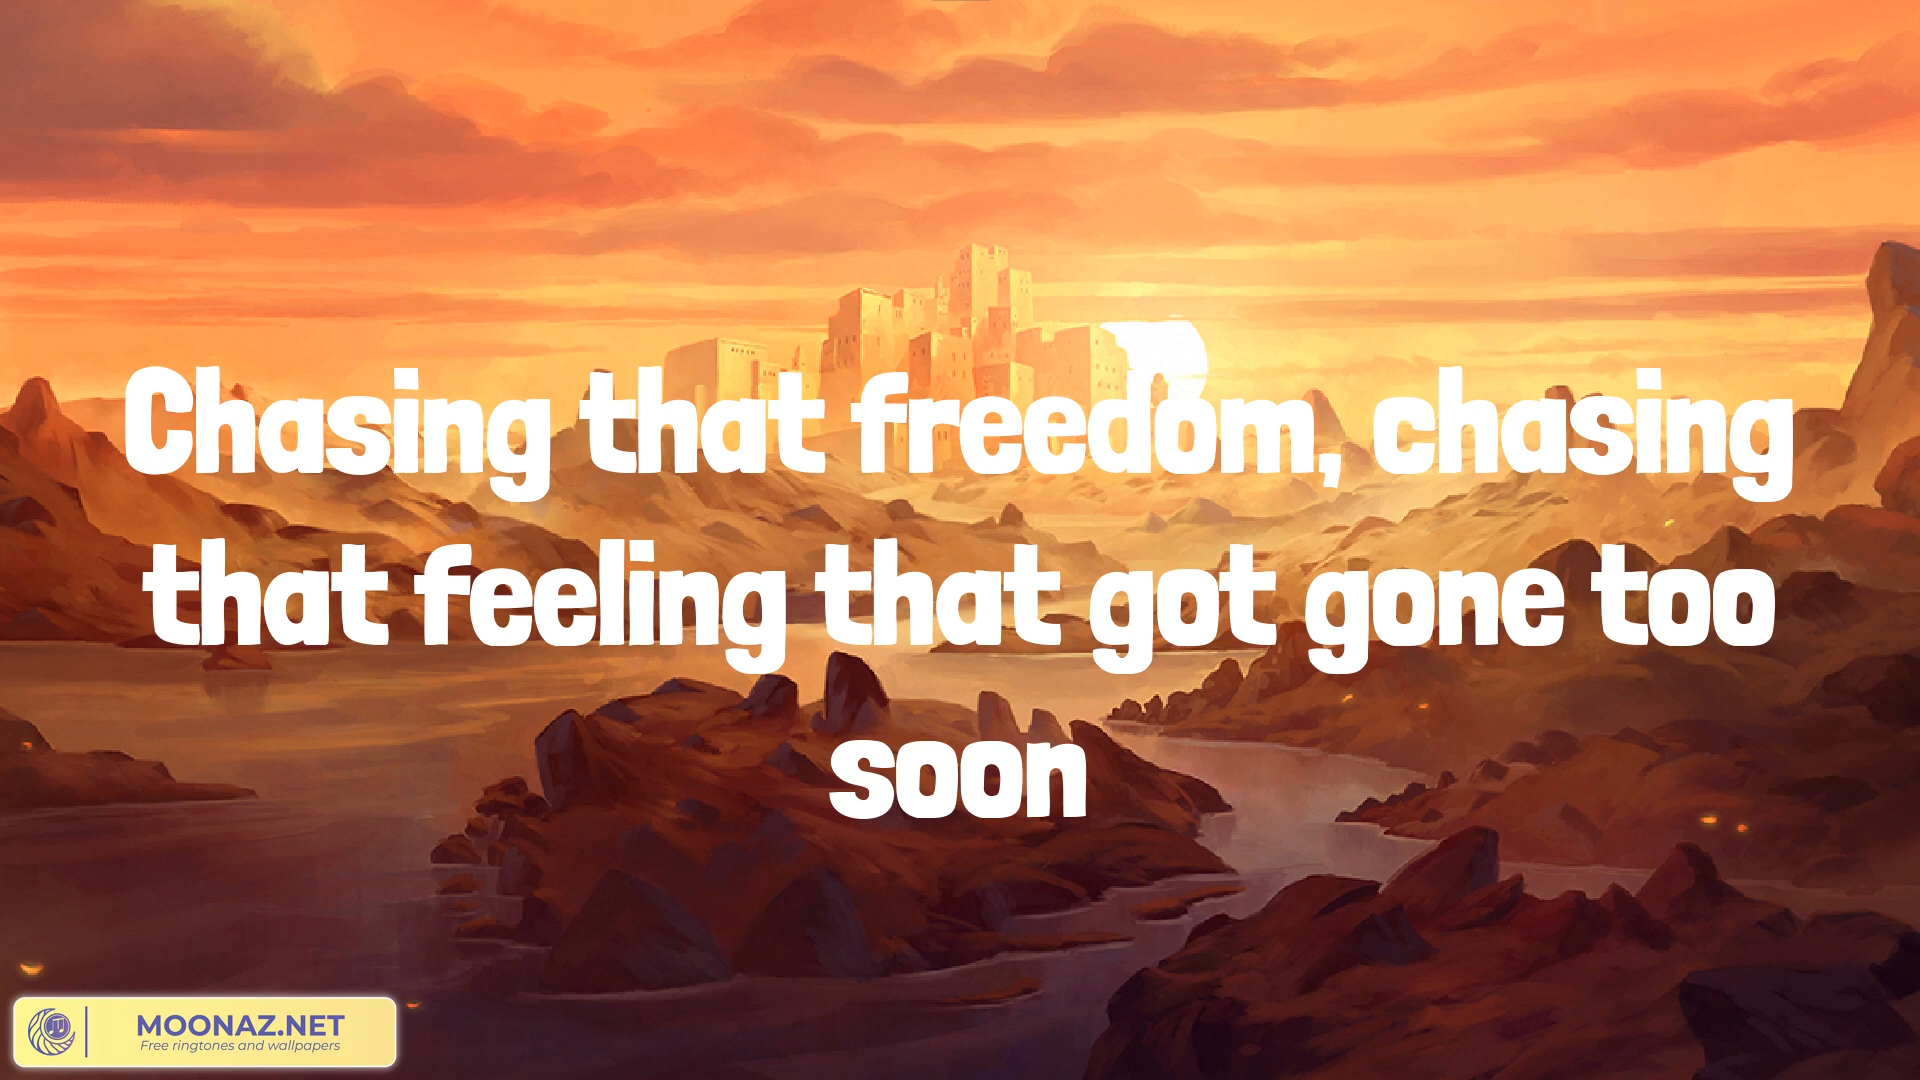 Chasing that freedom, chasing
that feeling that got gone too
soon
MOONAZ.NET
Free ringtones and wallpapers